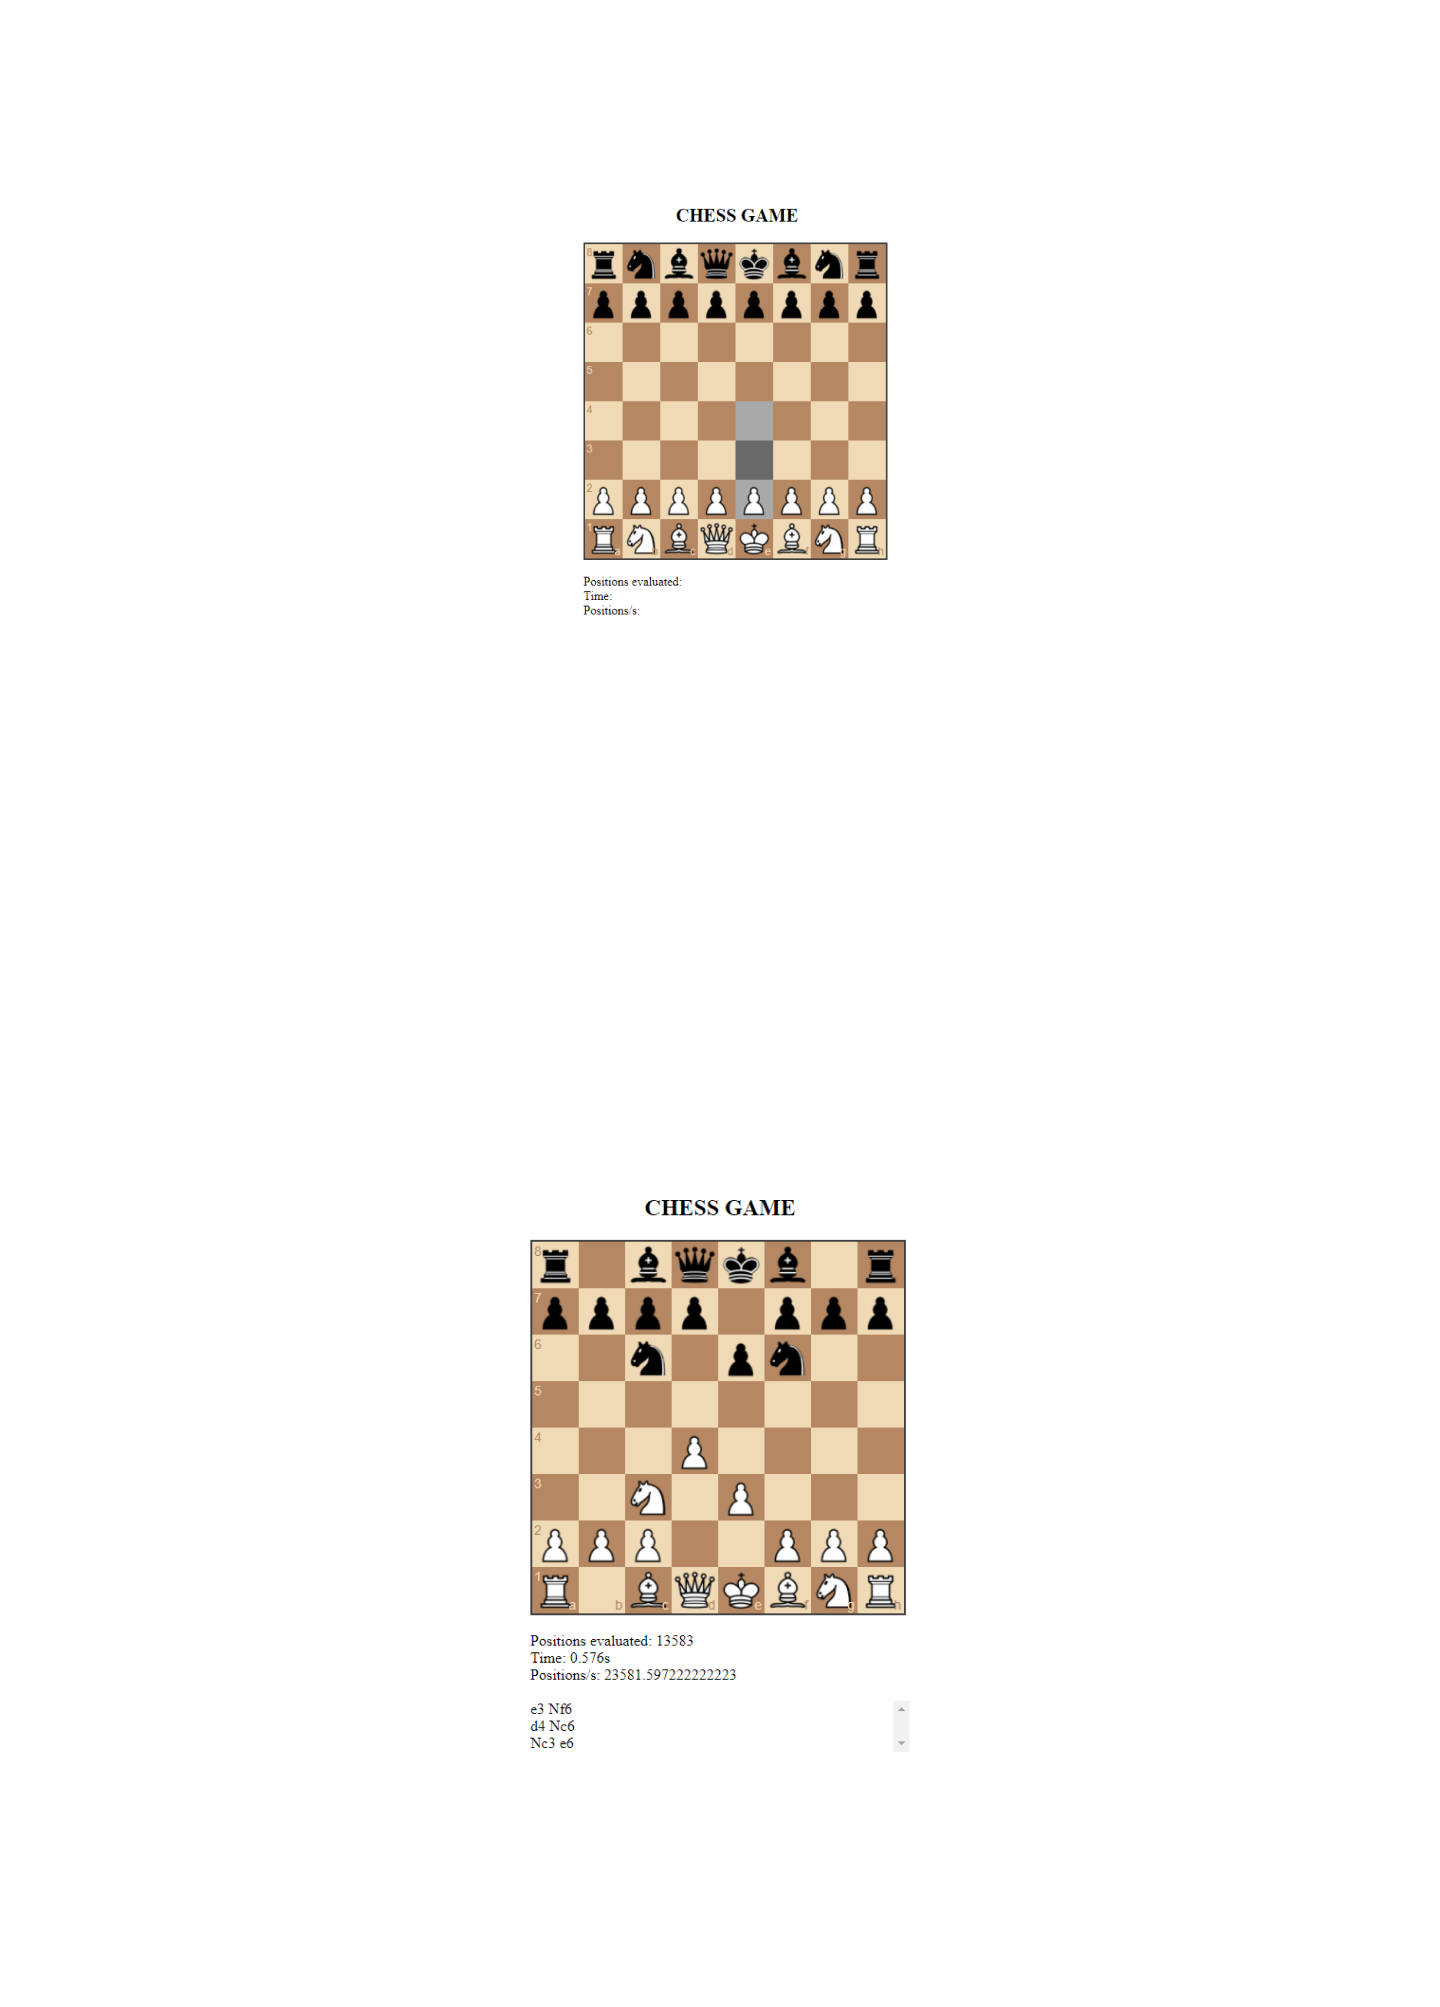 CHESS GAME
8
7
6
5
4
3
2
1
a b c d e f g h
Positions evaluated:
Time:
Positions/s:
CHESS GAME
8
7
6
5
4
3
2
1
a b c d e f g h
Positions evaluated: 13583
Time: 0.576s
Positions/s: 23581.597222222223
e3 Nf6
d4 Nc6
Nc3 e6